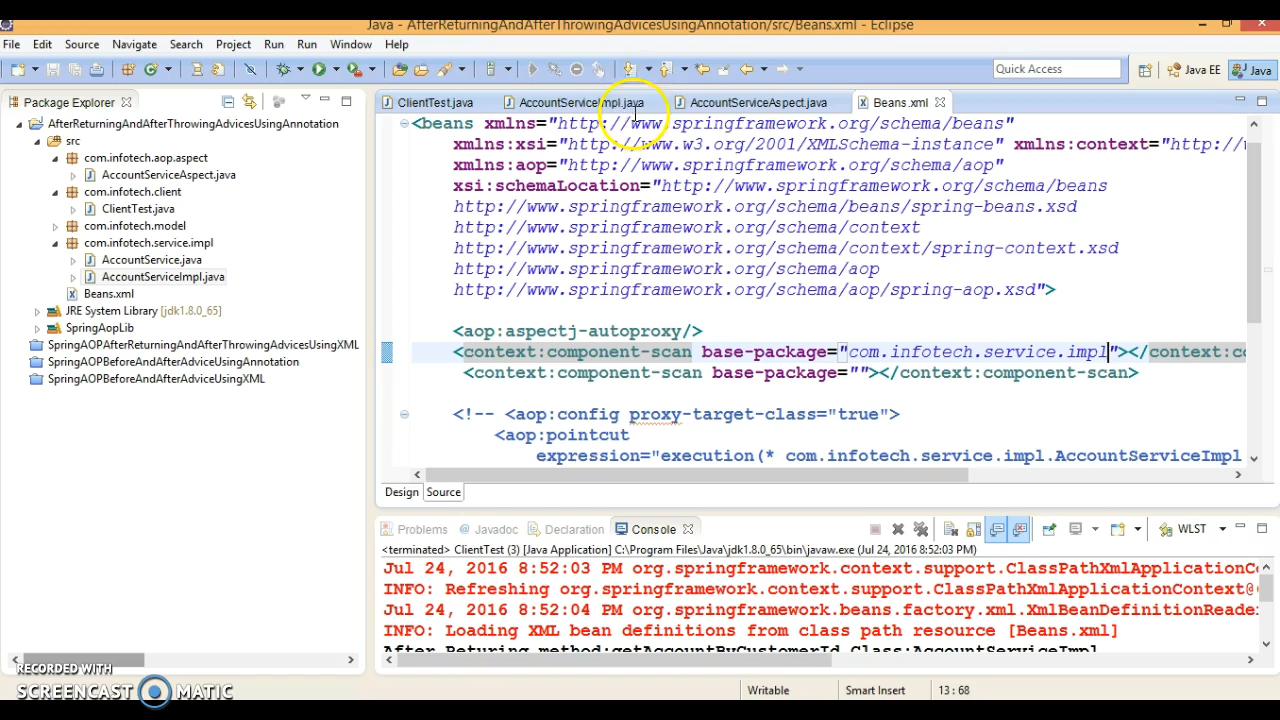 Java - AfterReturningAndAfterThrowingAdvicesUsingAnnotation/src/Beans.xml - Eclipse
File Edit Source Navigate Search Project Run Run Window Help
Quick Access
Java EE
Java
Package Explorer
ClientTest.java
AccountServiceImpl.java
AccountServiceAspect.java
Beans.xml
AfterReturningAndAfterThrowingAdvicesUsingAnnotation
src
com.infotech.aop.aspect
AccountServiceAspect.java
com.infotech.client
ClientTest.java
com.infotech.model
com.infotech.service.impl
AccountService.java
AccountServiceImpl.java
Beans.xml
JRE System Library [jdk1.8.0_65]
SpringAopLib
SpringAOPAfterReturningAndAfterThrowingAdvicesUsingXML
SpringAOPBeforeAndAfterAdviceUsingAnnotation
SpringAOPBeforeAndAfterAdviceUsingXML
<beans xmlns="http://www.springframework.org/schema/beans"
xmlns:xsi="http://www.w3.org/2001/XMLSchema-instance" xmlns:context="http://
xmlns:aop="http://www.springframework.org/schema/aop"
xsi:schemaLocation="http://www.springframework.org/schema/beans
http://www.springframework.org/schema/beans/spring-beans.xsd
http://www.springframework.org/schema/context
http://www.springframework.org/schema/context/spring-context.xsd
http://www.springframework.org/schema/aop
http://www.springframework.org/schema/aop/spring-aop.xsd">
<aop:aspectj-autoproxy/>
<context:component-scan base-package="com.infotech.service.impl"></context:co
<context:component-scan base-package=""></context:component-scan>
<!-- <aop:config proxy-target-class="true">
<aop:pointcut
expression="execution(* com.infotech.service.impl.AccountServiceImpl
Design
Source
Problems
Javadoc
Declaration
Console
WLST
<terminated> ClientTest (3) [Java Application] C:\Program Files\Java\jdk1.8.0_65\bin\javaw.exe (Jul 24, 2016 8:52:03 PM)
Jul 24, 2016 8:52:03 PM org.springframework.context.support.ClassPathXmlApplicationC
INFO: Refreshing org.springframework.context.support.ClassPathXmlApplicationContext@
Jul 24, 2016 8:52:04 PM org.springframework.beans.factory.xml.XmlBeanDefinitionReade
INFO: Loading XML bean definitions from class path resource [Beans.xml]
After Returing method:getAccountByCustomerId Class:AccountServiceImpl
RECORDED WITH
SCREENCAST MATIC
Writable
Smart Insert
13 : 68